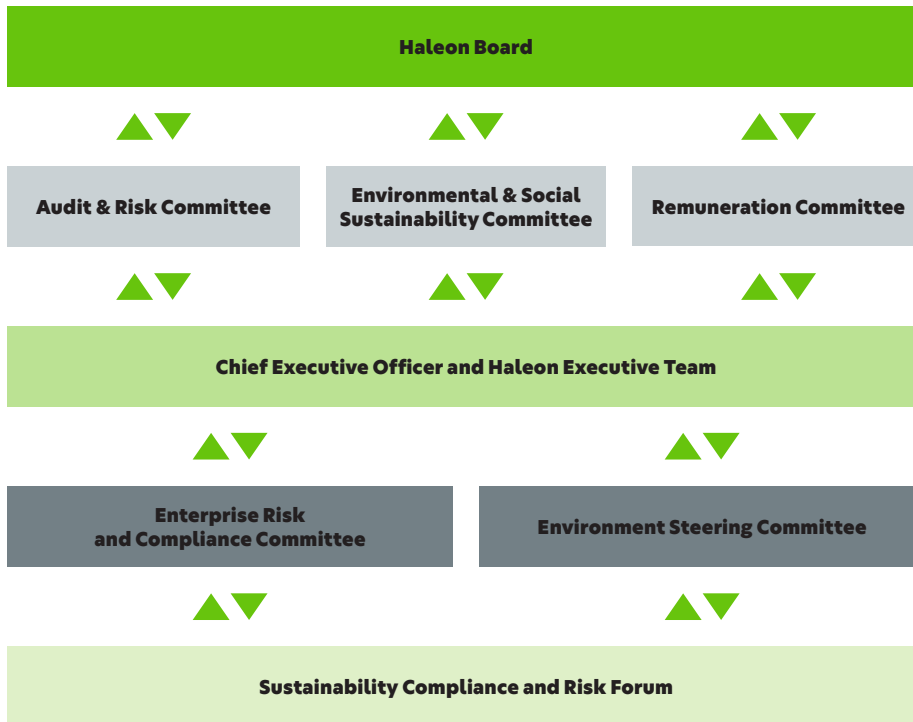 Haleon Board
Audit & Risk Committee
Environmental & Social
Sustainability Committee
Remuneration Committee
Chief Executive Officer and Haleon Executive Team
Enterprise Risk
and Compliance Committee
Environment Steering Committee
Sustainability Compliance and Risk Forum